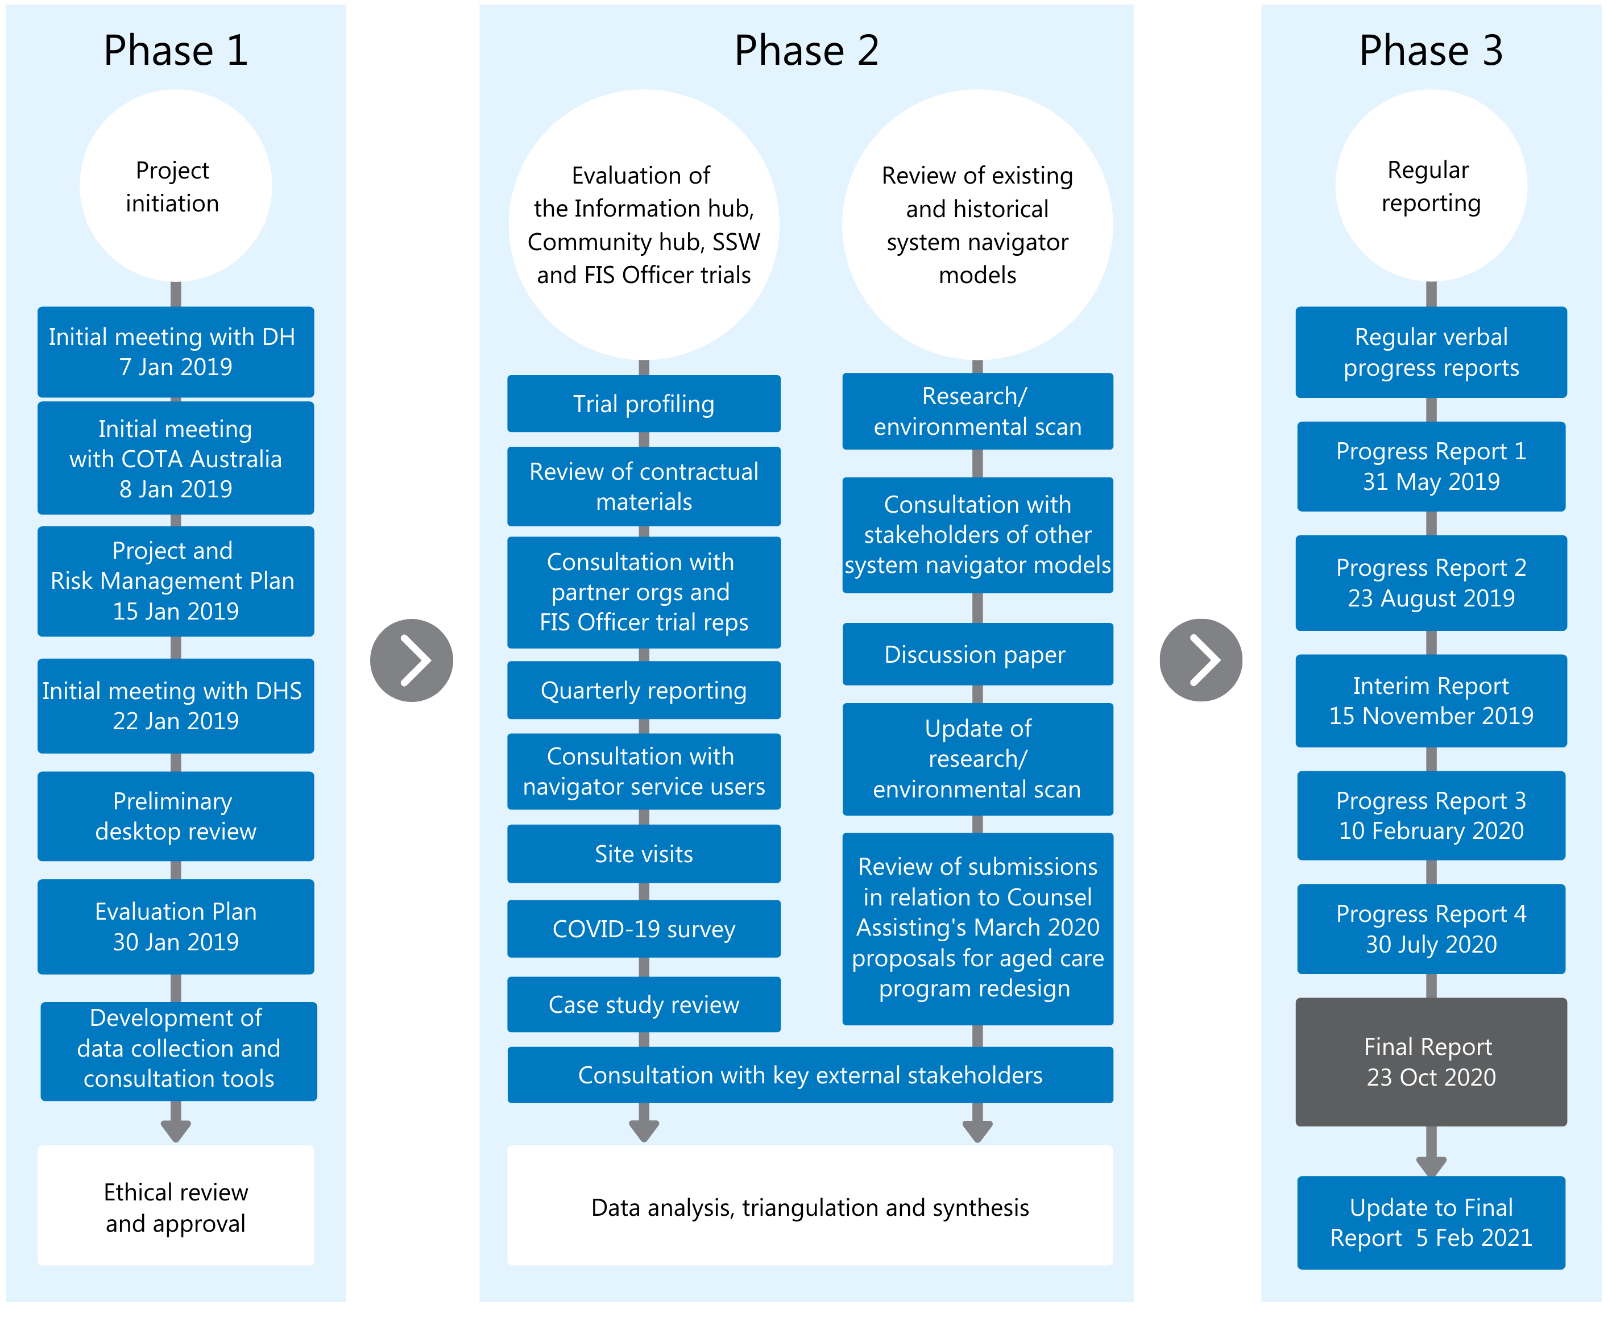 Phase 1
Project
initiation
Initial meeting with DH
7 Jan 2019
Initial meeting
with COTA Australia
8 Jan 2019
Project and
Risk Management Plan
15 Jan 2019
Initial meeting with DHS
22 Jan 2019
Preliminary
desktop review
Evaluation Plan
30 Jan 2019
Development of
data collection and
consultation tools
Ethical review
and approval
Phase 2
Evaluation of
the Information hub,
Community hub, SSW
and FIS Officer trials
Trial profiling
Review of contractual
materials
Consultation with
partner orgs and
FIS Officer trial reps
Quarterly reporting
Consultation with
navigator service users
Site visits
COVID-19 survey
Case study review
Review of existing
and historical
system navigator
models
Research/
environmental scan
Consultation with
stakeholders of other
system navigator models
Discussion paper
Update of
research/
environmental scan
Review of submissions
in relation to Counsel
Assisting's March 2020
proposals for aged care
program redesign
Consultation with key external stakeholders
Data analysis, triangulation and synthesis
Phase 3
Regular
reporting
Regular verbal
progress reports
Progress Report 1
31 May 2019
Progress Report 2
23 August 2019
Interim Report
15 November 2019
Progress Report 3
10 February 2020
Progress Report 4
30 July 2020
Final Report
23 Oct 2020
Update to Final
Report 5 Feb 2021